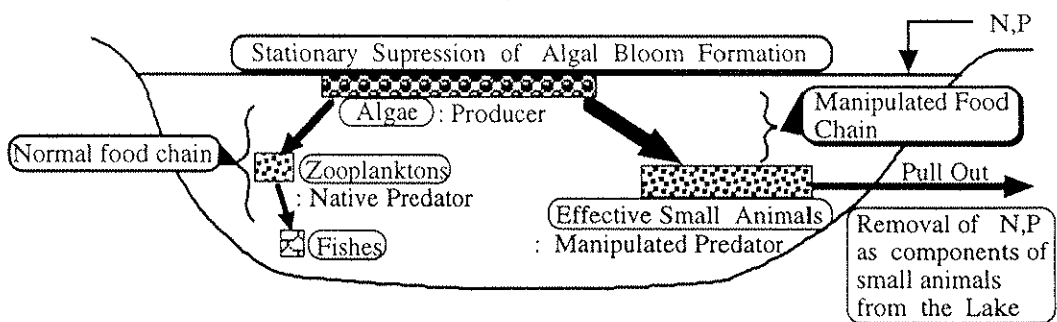 N,P
Stationary Supression of Algal Bloom Formation
Algae : Producer
Manipulated Food
Chain
Normal food chain
Zooplanktons
: Native Predator
Pull Out
Effective Small Animals
: Manipulated Predator
Fishes
Removal of N,P
as components of
small animals
from the Lake